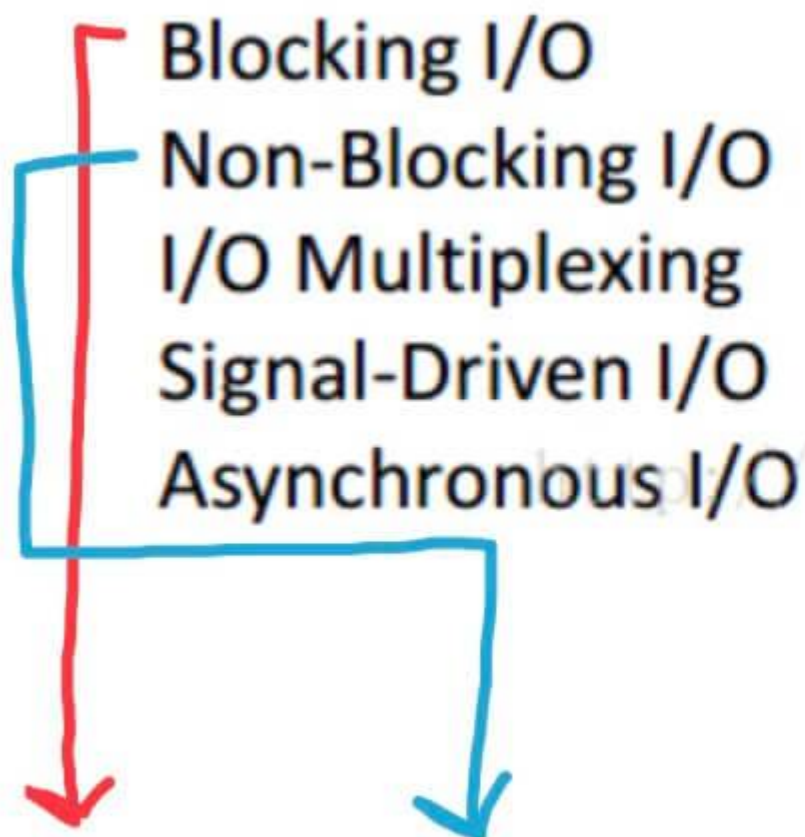 Blocking I/O
Non-Blocking I/O
I/O Multiplexing
Signal-Driven I/O
Asynchronous I/O